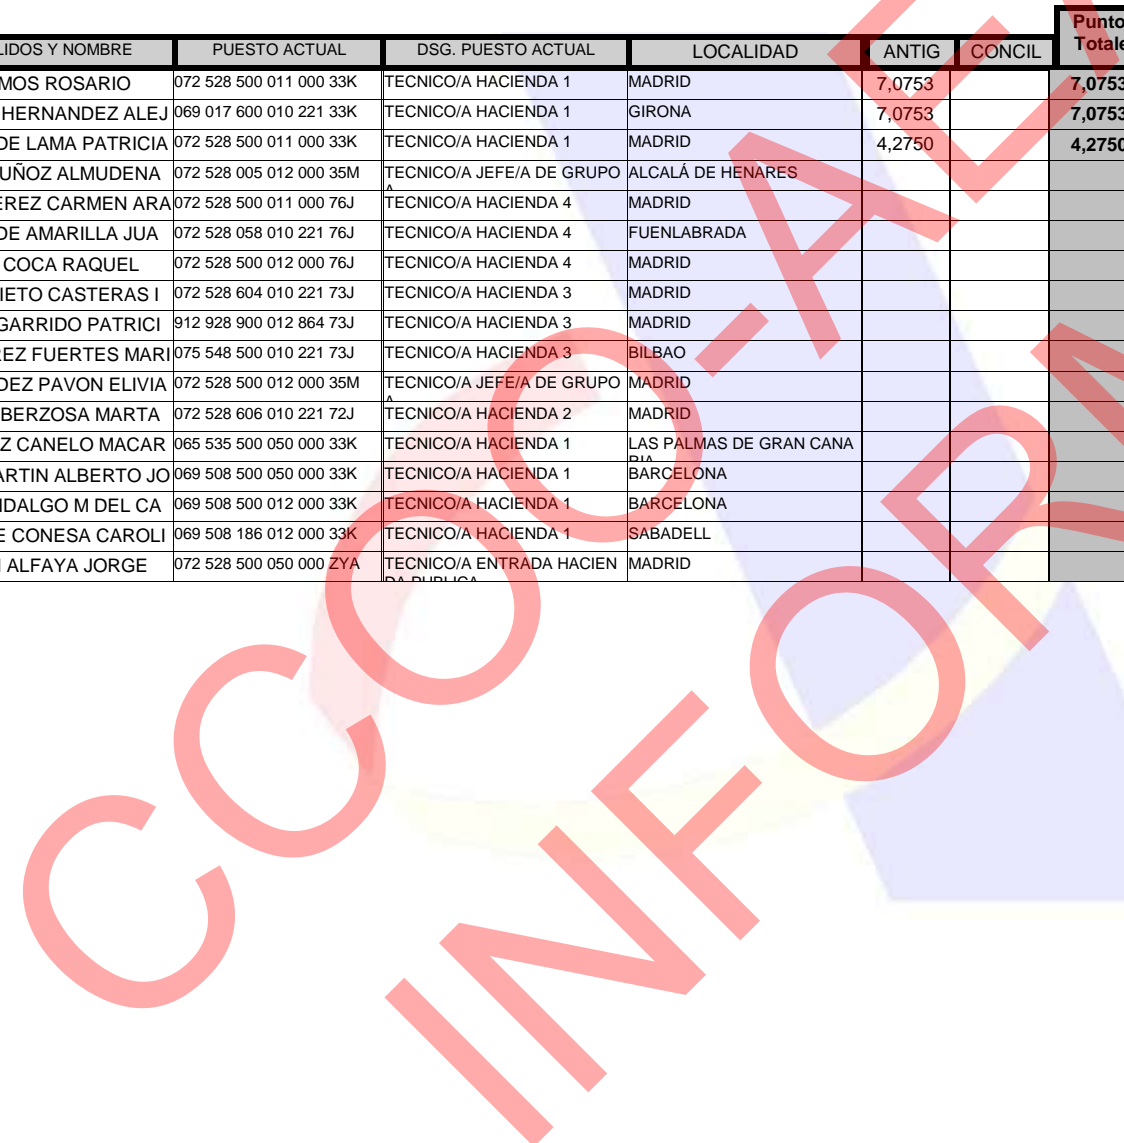 Punto
LIDOS Y NOMBRE PUESTO ACTUAL DSG. PUESTO ACTUAL LOCALIDAD ANTIG CONCIL Totale
MOS ROSARIO 072 528 500 011 000 33K TECNICO/A HACIENDA 1 MADRID 7,0753 7,0753
HERNANDEZ ALEJ 069 017 600 010 221 33K TECNICO/A HACIENDA 1 GIRONA 7,0753 7,0753
DE LAMA PATRICIA 072 528 500 011 000 33K TECNICO/A HACIENDA 1 MADRID 4,2750 4,2750
UÑOZ ALMUDENA 072 528 005 012 000 35M TECNICO/A JEFE/A DE GRUPO ALCALÁ DE HENARES
A
EREZ CARMEN ARA 072 528 500 011 000 76J TECNICO/A HACIENDA 4 MADRID
DE AMARILLA JUA 072 528 058 010 221 76J TECNICO/A HACIENDA 4 FUENLABRADA
COCA RAQUEL 072 528 500 012 000 76J TECNICO/A HACIENDA 4 MADRID
IETO CASTERAS I 072 528 604 010 221 73J TECNICO/A HACIENDA 3 MADRID
GARRIDO PATRICI 912 928 900 012 864 73J TECNICO/A HACIENDA 3 MADRID
REZ FUERTES MARI 075 548 500 010 221 73J TECNICO/A HACIENDA 3 BILBAO
DEZ PAVON ELIVIA 072 528 500 012 000 35M TECNICO/A JEFE/A DE GRUPO MADRID
A
BERZOSA MARTA 072 528 606 010 221 72J TECNICO/A HACIENDA 2 MADRID
Z CANELO MACAR 065 535 500 050 000 33K TECNICO/A HACIENDA 1 LAS PALMAS DE GRAN CANA
RIA
ARTIN ALBERTO JO 069 508 500 050 000 33K TECNICO/A HACIENDA 1 BARCELONA
IDALGO M DEL CA 069 508 500 012 000 33K TECNICO/A HACIENDA 1 BARCELONA
E CONESA CAROLI 069 508 186 012 000 33K TECNICO/A HACIENDA 1 SABADELL
ALFAYA JORGE 072 528 500 050 000 ZYA TECNICO/A ENTRADA HACIEN MADRID
DA PUBLICA
CCOO-AE
INFORM